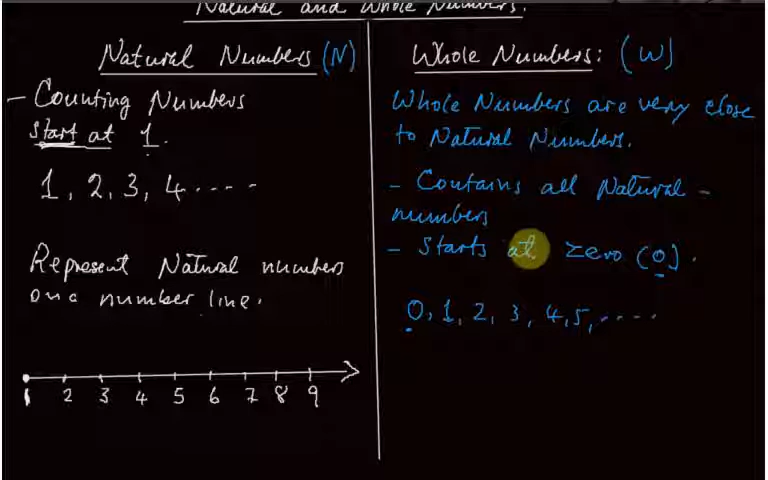 Natural and Whole Numbers.
Natural Numbers (N)
- Counting Numbers
start at 1.
1, 2, 3, 4 ....
Represent Natural numbers
on a number line.
1 2 3 4 5 6 7 8 9
Whole Numbers: (W)
Whole Numbers are very close
to Natural Numbers.
- Contains all Natural -
numbers
- Starts at zero (0).
0, 1, 2, 3, 4, 5, ....